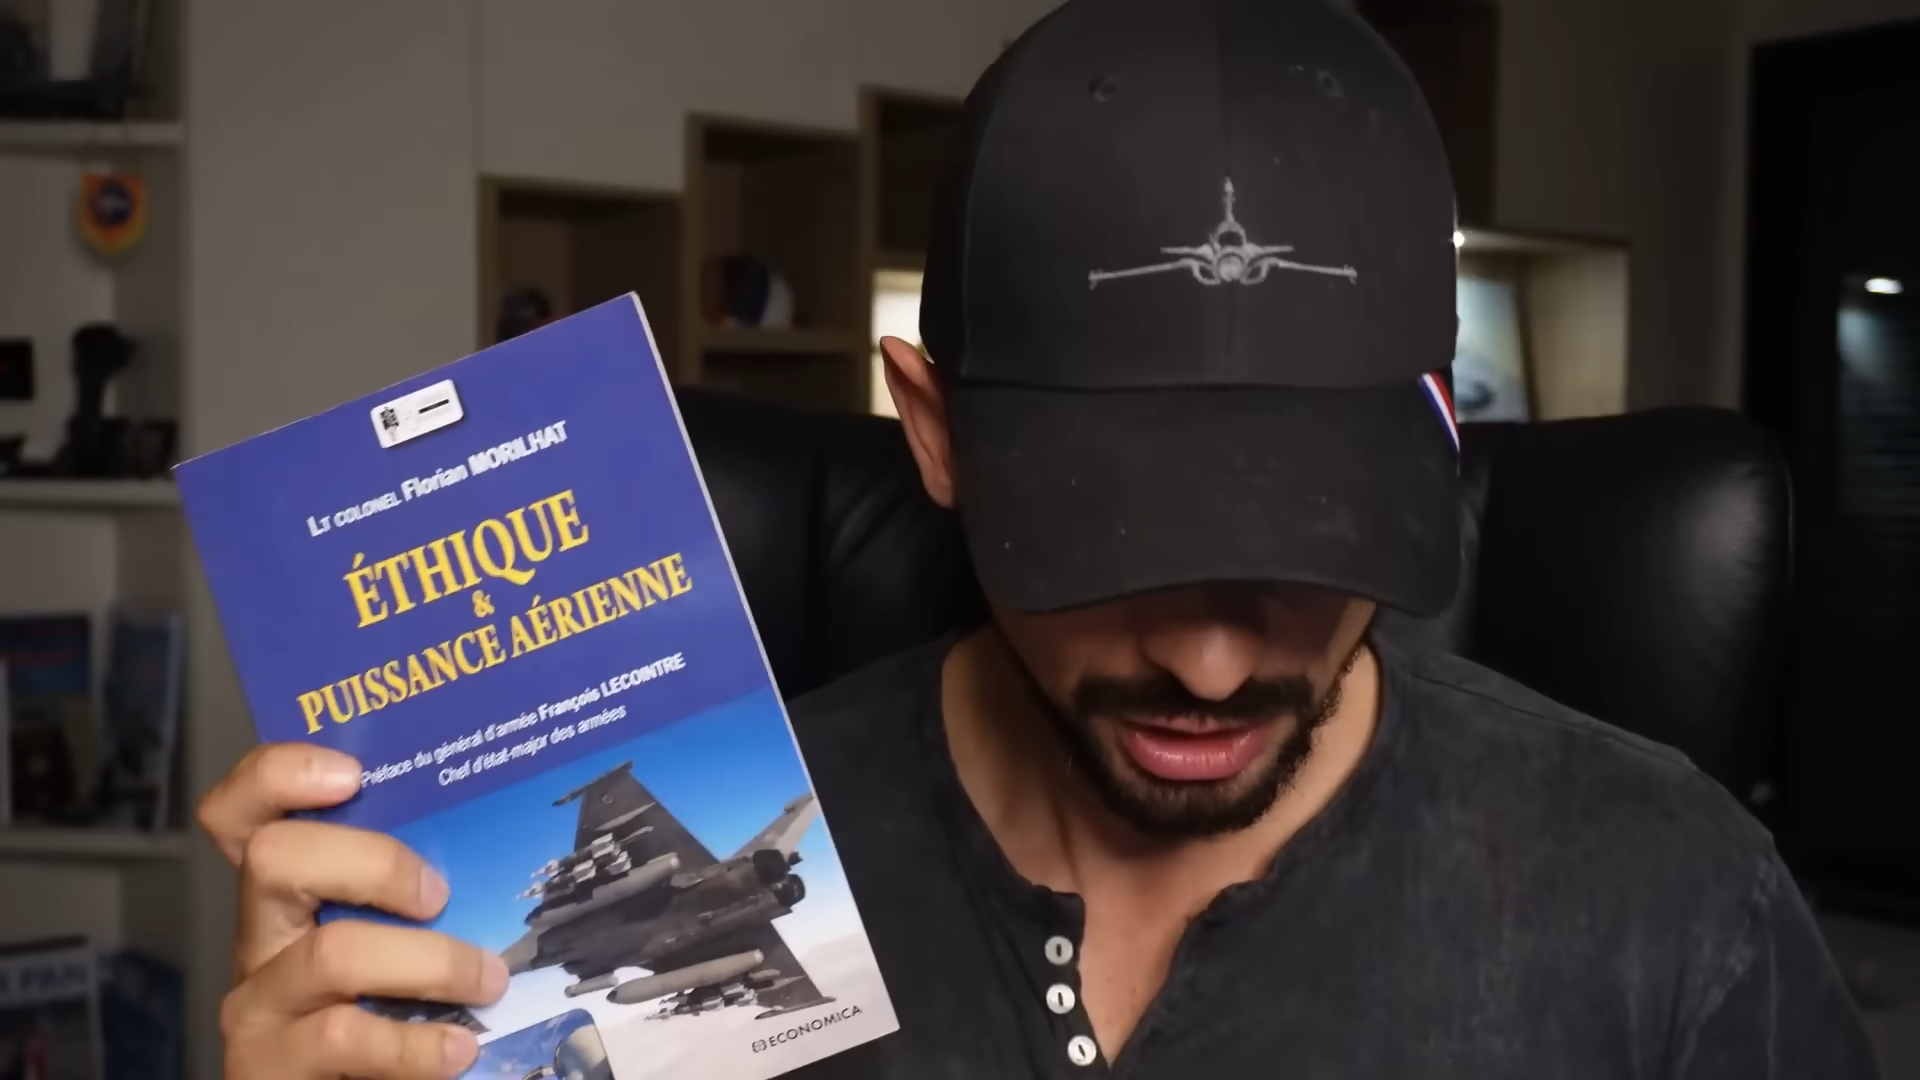 LT COLONEL Florian MORILHAT
ÉTHIQUE
&
PUISSANCE AÉRIENNE
Préface du général d'armée François LECOINTRE
Chef d'état-major des armées
ECONOMICA